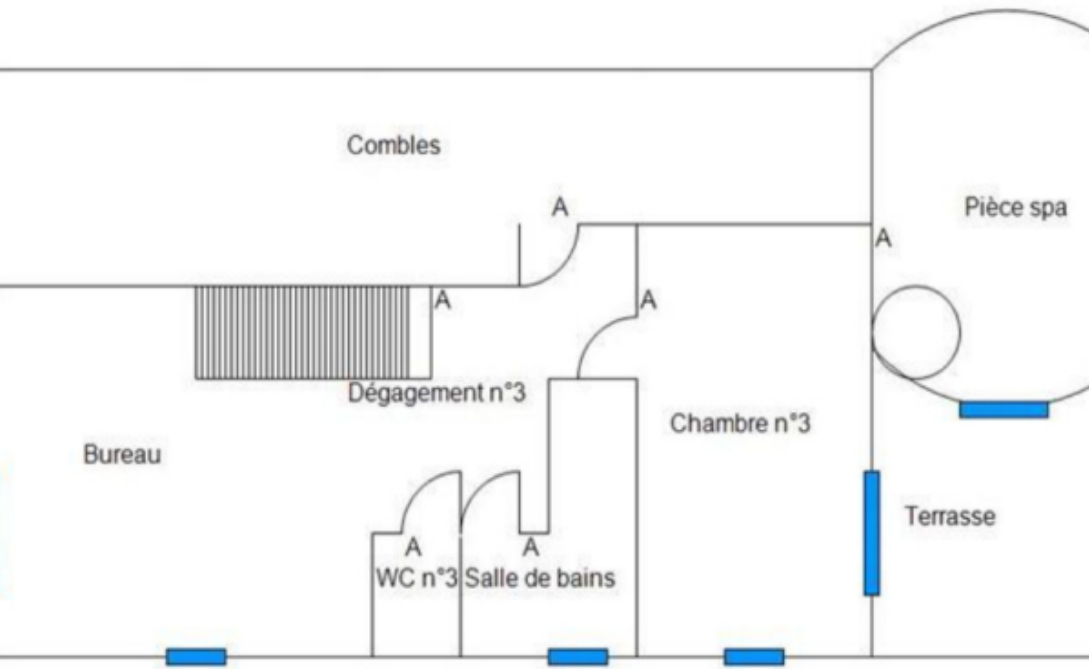 Combles
A
Pièce spa
A
A
A
Dégagement n°3
Chambre n°3
Bureau
Terrasse
A
A
WC n°3
Salle de bains